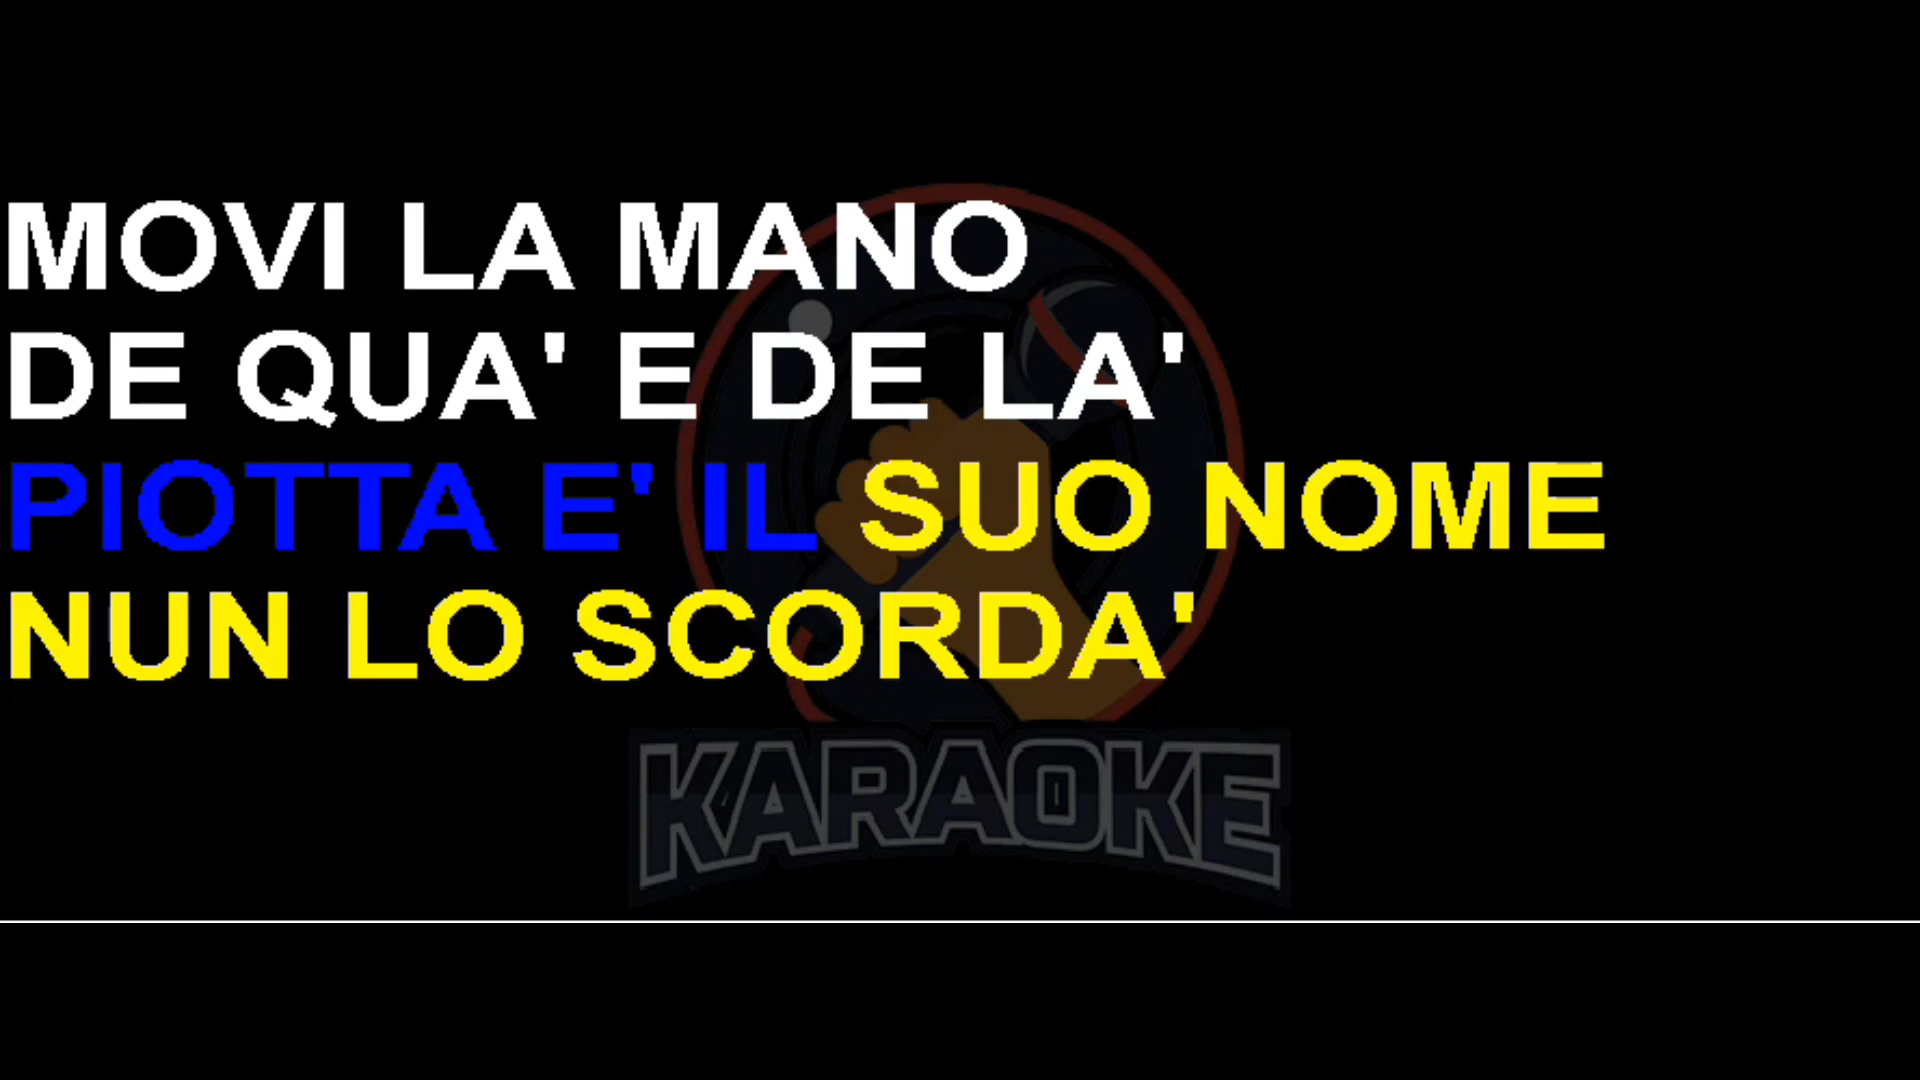 MOVI LA MANO
DE QUA' E DE LA'
PIOTTA E' IL SUO NOME
NUN LO SCORDA'
KARAOKE